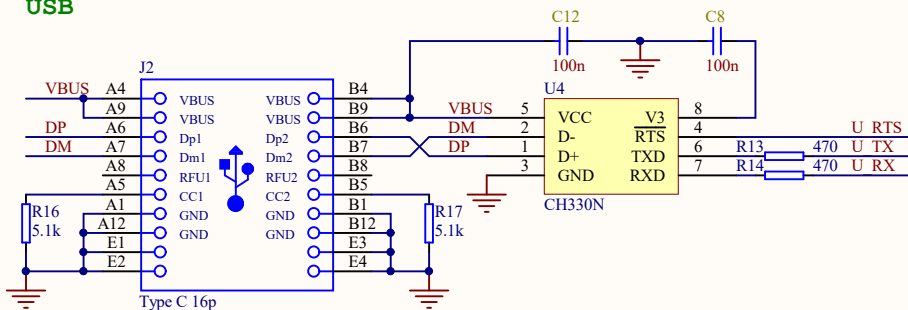 USB
C12
C8
100n
100n
J2
U4
VBUS A4 VBUS VBUS B4
A9 VBUS VBUS B9 VBUS 5 VCC V3 8
DP A6 Dp1 Dp2 B6 DM 2 D- RTS 4 U_RTS
DM A7 Dm1 Dm2 B7 DP 1 D+ TXD 6 R13 470 U_TX
A8 RFU1 RFU2 B8 3 GND RXD 7 R14 470 U_RX
A5 CC1 CC2 B5
CH330N
R16 A1 GND GND B1 R17
5.1k A12 GND GND B12 5.1k
E1 E3
E2 E4
Type C 16p